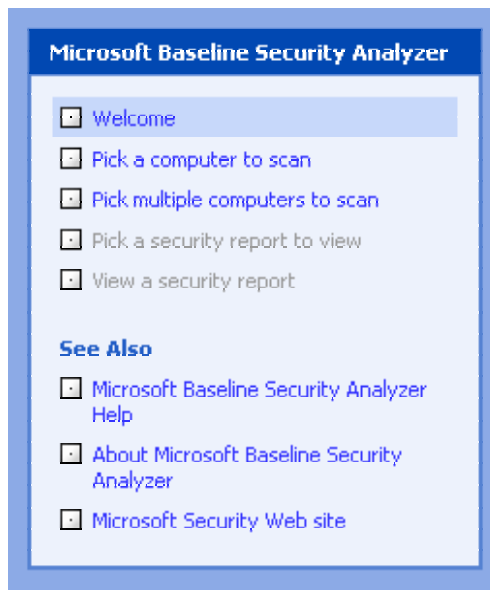 Microsoft Baseline Security Analyzer
Welcome
Pick a computer to scan
Pick multiple computers to scan
Pick a security report to view
View a security report
See Also
Microsoft Baseline Security Analyzer
Help
About Microsoft Baseline Security
Analyzer
Microsoft Security Web site